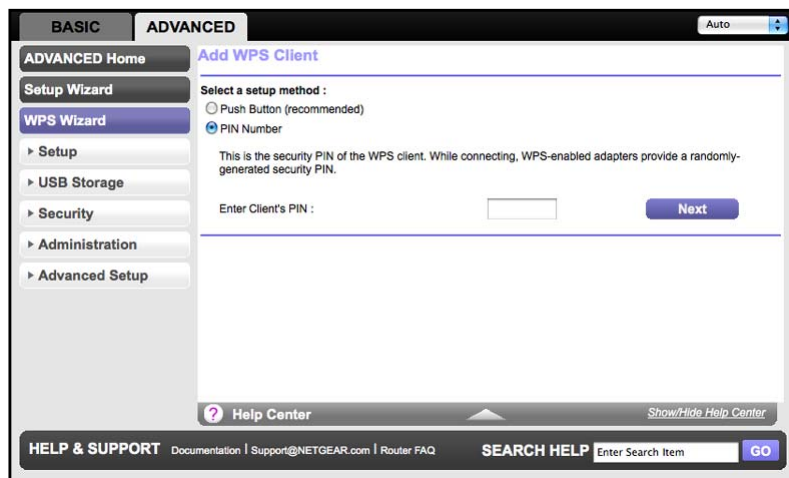 BASIC
ADVANCED
Auto
ADVANCED Home
Setup Wizard
WPS Wizard
Setup
USB Storage
Security
Administration
Advanced Setup
Add WPS Client
Select a setup method :
Push Button (recommended)
PIN Number
This is the security PIN of the WPS client. While connecting, WPS-enabled adapters provide a randomly-
generated security PIN.
Enter Client's PIN :
Next
? Help Center
Show/Hide Help Center
HELP & SUPPORT Documentation | Support@NETGEAR.com | Router FAQ
SEARCH HELP Enter Search Item GO